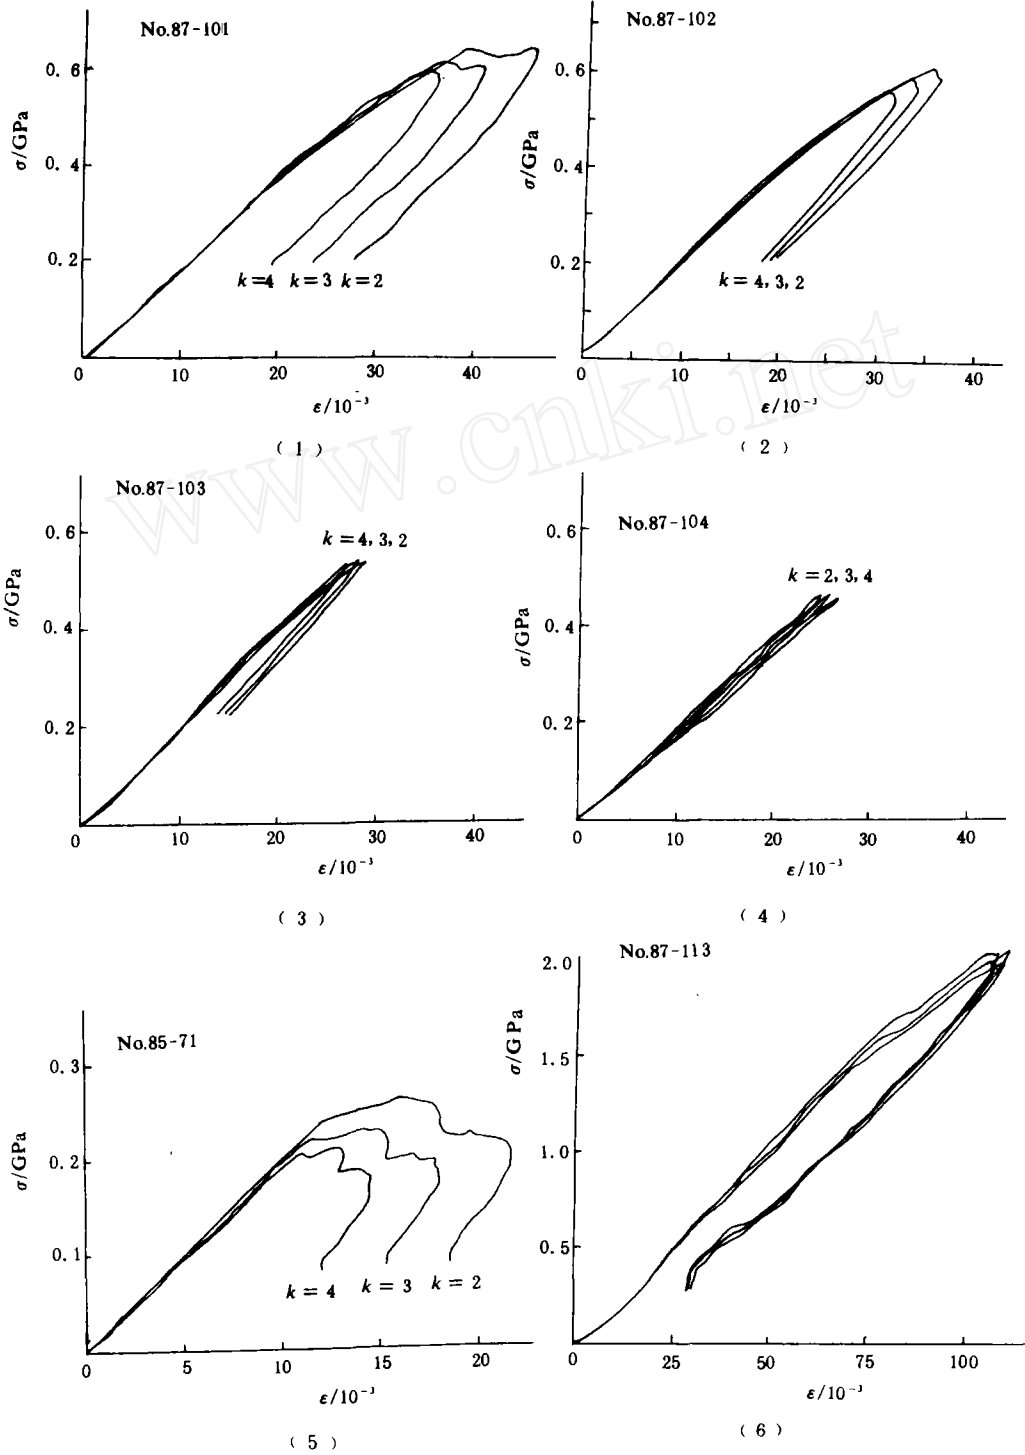 No.87-101
σ/GPa
0.6
0.4
0.2
k=4 k=3 k=2
0 10 20 30 40
ε/10⁻³
(1)
No.87-102
σ/GPa
0.6
0.4
0.2
k=4,3,2
0 10 20 30 40
ε/10⁻³
(2)
www.cnki.net
No.87-103
σ/GPa
0.6
0.4
0.2
k=4,3,2
0 10 20 30 40
ε/10⁻³
(3)
No.87-104
σ/GPa
0.6
0.4
0.2
k=2,3,4
0 10 20 30 40
ε/10⁻³
(4)
No.85-71
σ/GPa
0.3
0.2
0.1
k=4 k=3 k=2
0 5 10 15 20
ε/10⁻³
(5)
No.87-113
σ/GPa
2.0
1.5
1.0
0.5
0 25 50 75 100
ε/10⁻³
(6)